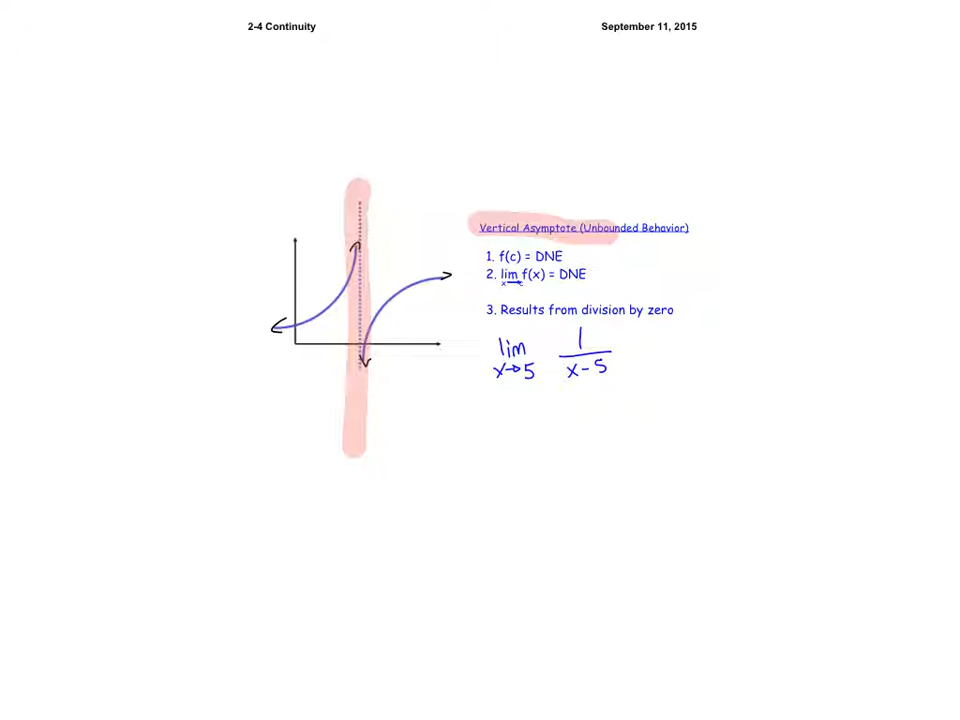 2-4 Continuity September 11, 2015
Vertical Asymptote (Unbounded Behavior)
1. f(c) = DNE
2. lim f(x) = DNE
x→c
3. Results from division by zero
lim 1
x→5 x-5